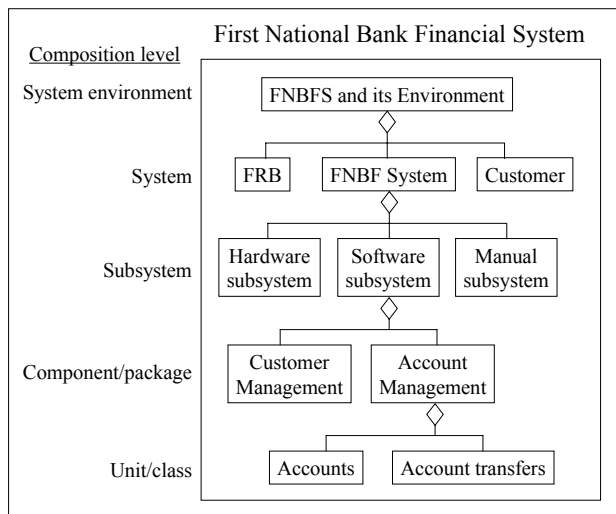 First National Bank Financial System
Composition level
System environment
FNBFS and its Environment
System
FRB
FNBF System
Customer
Subsystem
Hardware
subsystem
Software
subsystem
Manual
subsystem
Component/package
Customer
Management
Account
Management
Unit/class
Accounts
Account transfers